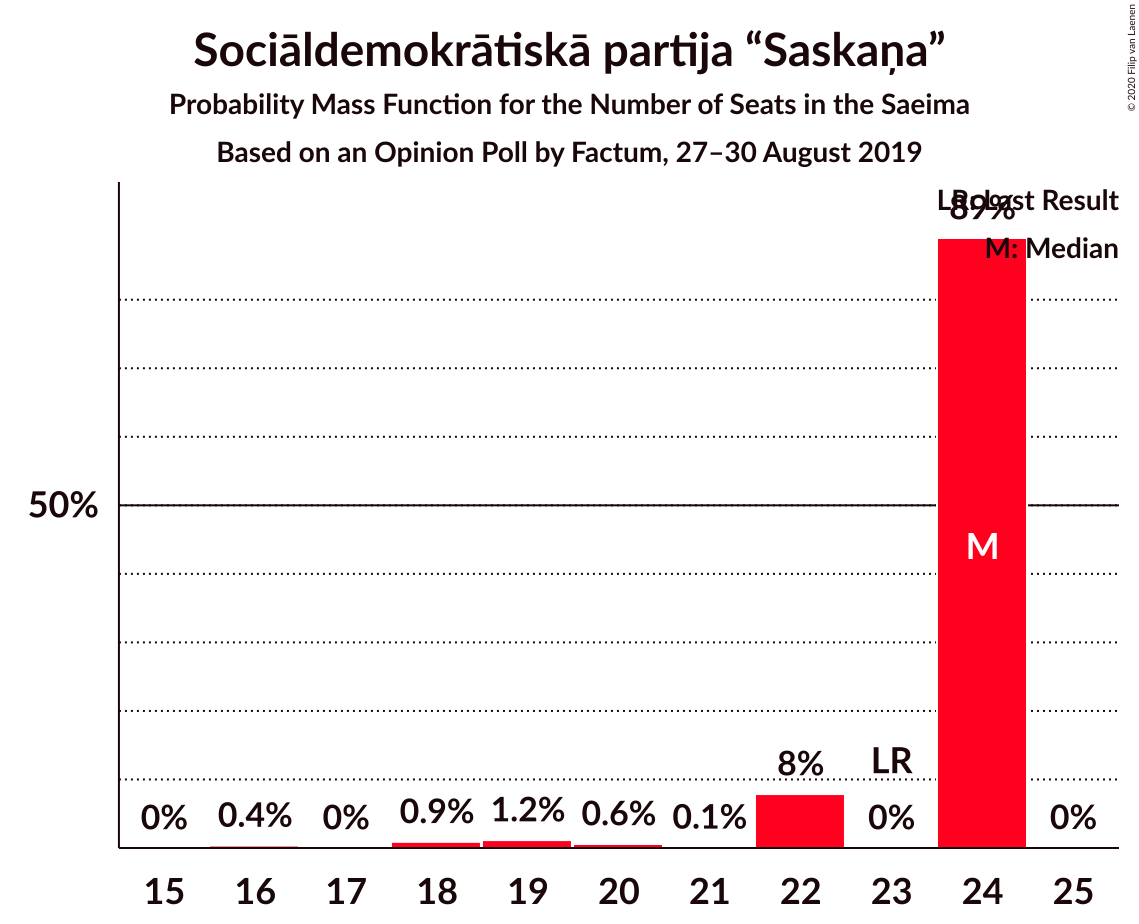 Sociāldemokrātiskā partija “Saskaņa”
Probability Mass Function for the Number of Seats in the Saeima
Based on an Opinion Poll by Factum, 27–30 August 2019
© 2020 Filip van Laenen
LR: Last Result
89%
M: Median
50%
M
8%
LR
0%
0.4%
0%
0.9%
1.2%
0.6%
0.1%
0%
0%
15 16 17 18 19 20 21 22 23 24 25